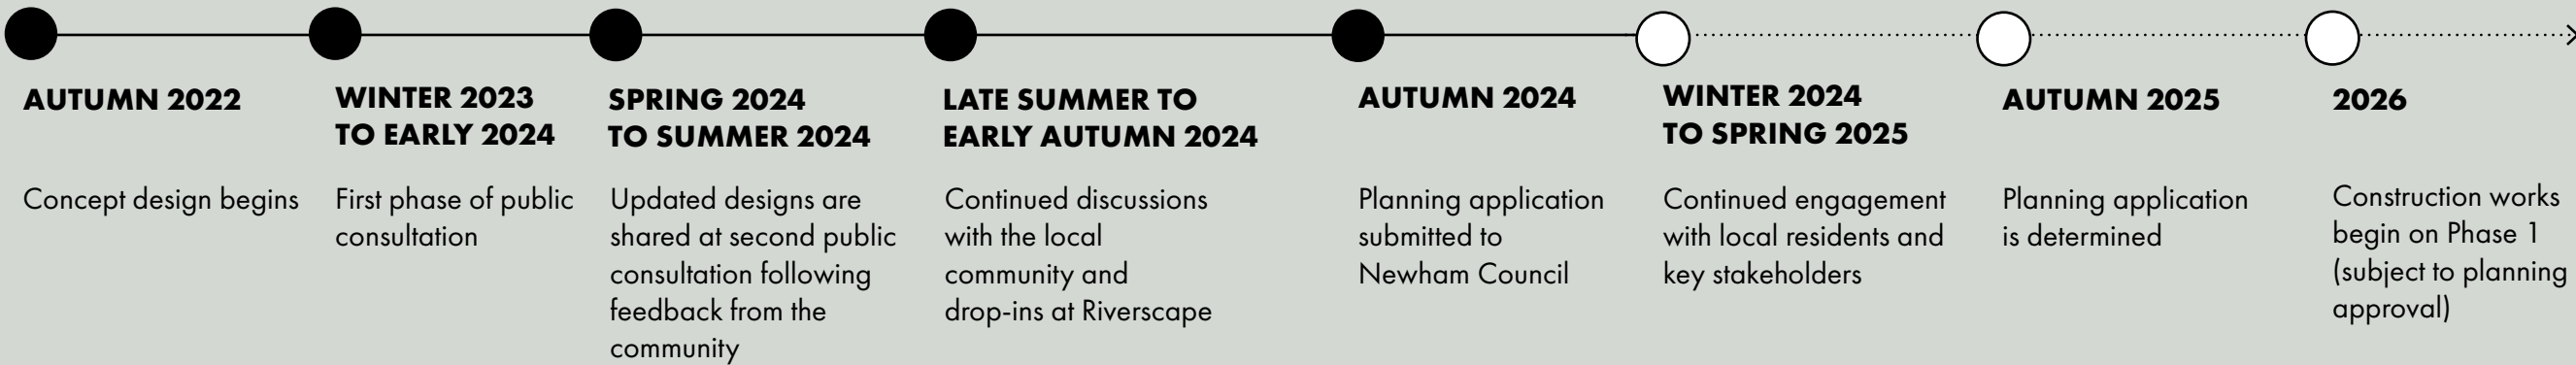 AUTUMN 2022
Concept design begins
WINTER 2023
TO EARLY 2024
First phase of public
consultation
SPRING 2024
TO SUMMER 2024
Updated designs are
shared at second public
consultation following
feedback from the
community
LATE SUMMER TO
EARLY AUTUMN 2024
Continued discussions
with the local
community and
drop-ins at Riverscape
AUTUMN 2024
Planning application
submitted to
Newham Council
WINTER 2024
TO SPRING 2025
Continued engagement
with local residents and
key stakeholders
AUTUMN 2025
Planning application
is determined
2026
Construction works
begin on Phase 1
(subject to planning
approval)